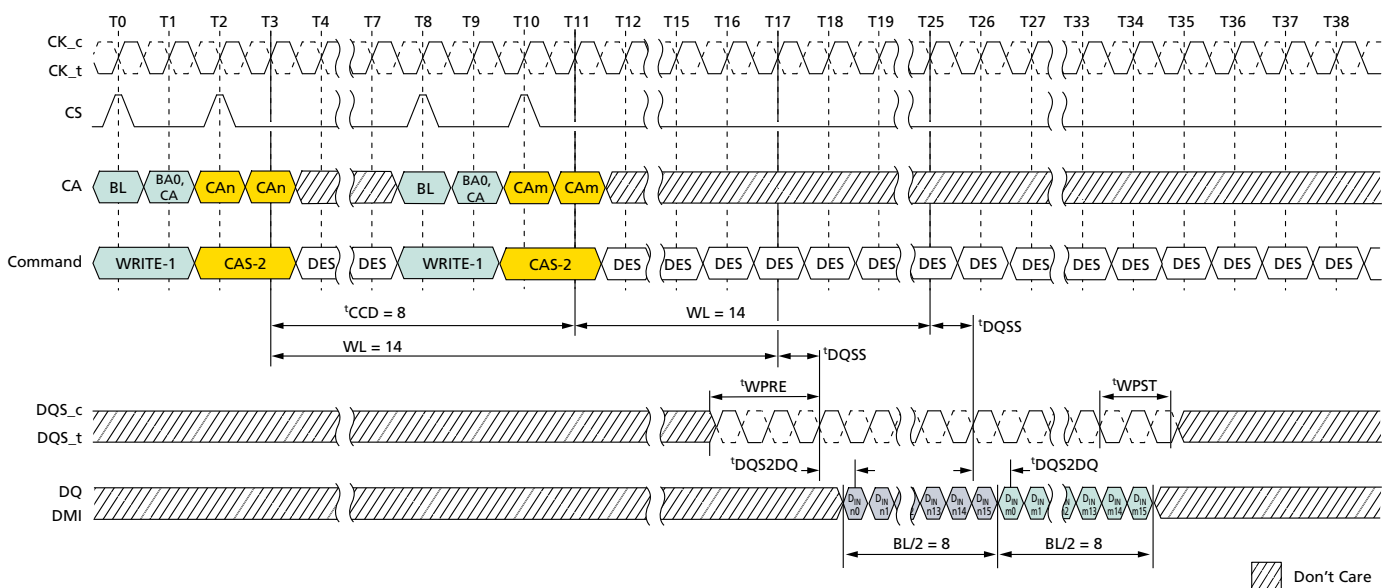 T0 T1 T2 T3 T4 T7 T8 T9 T10 T11 T12 T15 T16 T17 T18 T19 T25 T26 T27 T33 T34 T35 T36 T37 T38
CK_c
CK_t
CS
CA BL BA0, CA CAn CAn BL BA0, CA CAm CAm
Command WRITE-1 CAS-2 DES DES WRITE-1 CAS-2 DES DES DES DES DES DES DES DES DES DES DES DES DES DES DES
tCCD = 8 WL = 14 tDQSS
WL = 14 tDQSS
tWPRE tWPST
DQS_c
DQS_t
tDQS2DQ tDQS2DQ
DQ
DMI
DIN n0 DIN n1 DIN n13 DIN n14 DIN n15 DIN m0 DIN m1 DIN m13 DIN m14 DIN m15
BL/2 = 8 BL/2 = 8
Don't Care